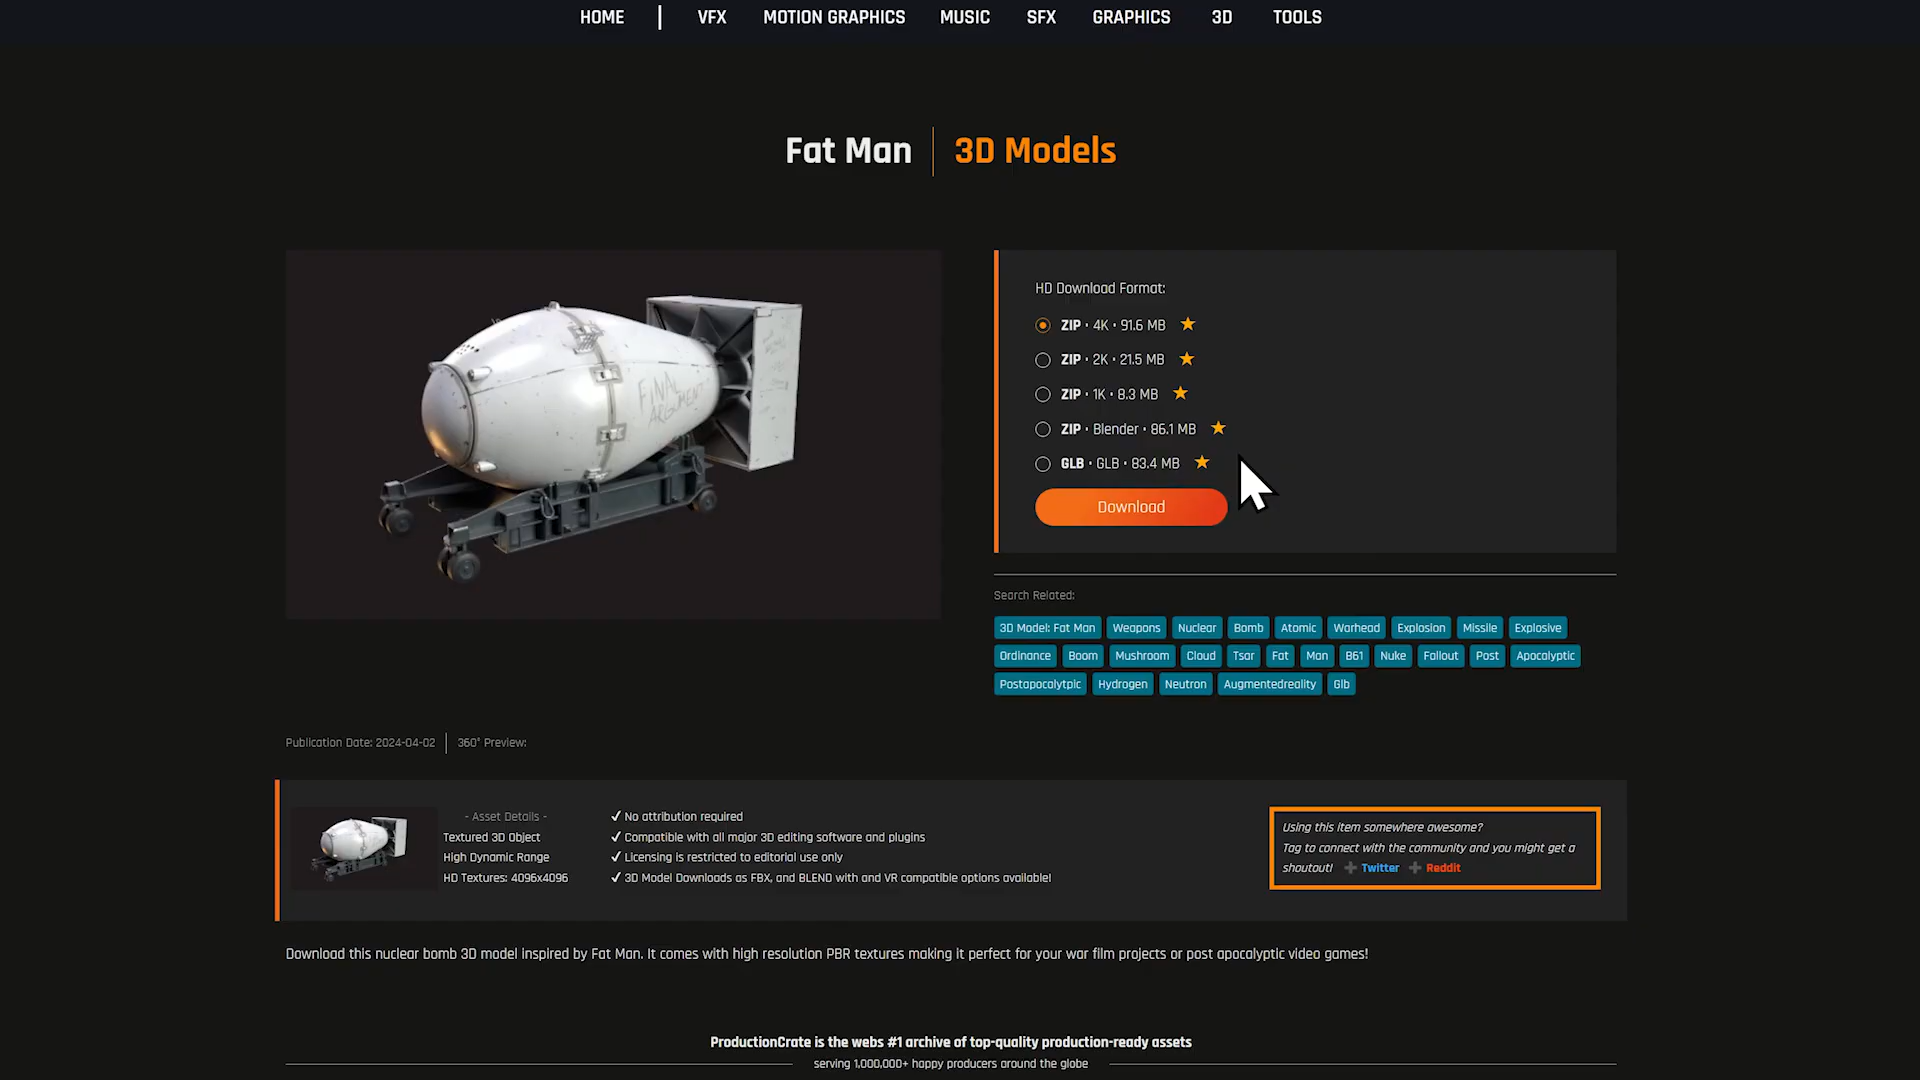 HOME | VFX MOTION GRAPHICS MUSIC SFX GRAPHICS 3D TOOLS
Fat Man | 3D Models
FINAL
ARGUMENT
HD Download Format:
ZIP • 4K • 91.6 MB ★
ZIP • 2K • 21.5 MB ★
ZIP • 1K • 8.3 MB ★
ZIP • Blender • 86.1 MB ★
GLB • GLB • 83.4 MB ★
Download
Search Related:
3D Model: Fat Man Weapons Nuclear Bomb Atomic Warhead Explosion Missile Explosive
Ordinance Boom Mushroom Cloud Tsar Fat Man B61 Nuke Fallout Post Apocalyptic
Postapocalytpic Hydrogen Neutron Augmentedreality Glb
Publication Date: 2024-04-02 | 360° Preview:
- Asset Details -
Textured 3D Object
High Dynamic Range
HD Textures: 4096x4096
✓ No attribution required
✓ Compatible with all major 3D editing software and plugins
✓ Licensing is restricted to editorial use only
✓ 3D Model Downloads as FBX, and BLEND with and VR compatible options available!
Using this item somewhere awesome?
Tag to connect with the community and you might get a
shoutout! + Twitter + Reddit
Download this nuclear bomb 3D model inspired by Fat Man. It comes with high resolution PBR textures making it perfect for your war film projects or post apocalyptic video games!
ProductionCrate is the webs #1 archive of top-quality production-ready assets
serving 1,000,000+ happy producers around the globe